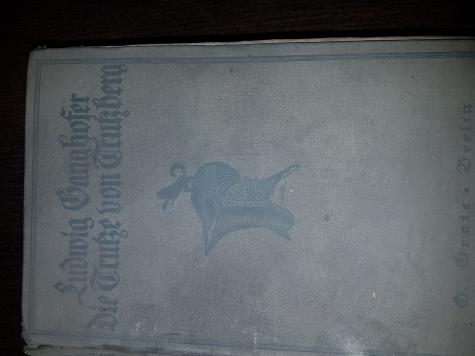 Ludwig Ganghofer
Die Trutze von Trutzberg
G. Grote · Berlin